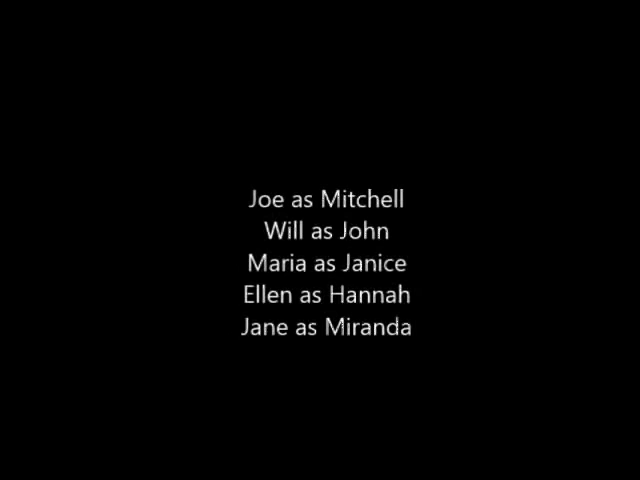 Joe as Mitchell
Will as John
Maria as Janice
Ellen as Hannah
Jane as Miranda